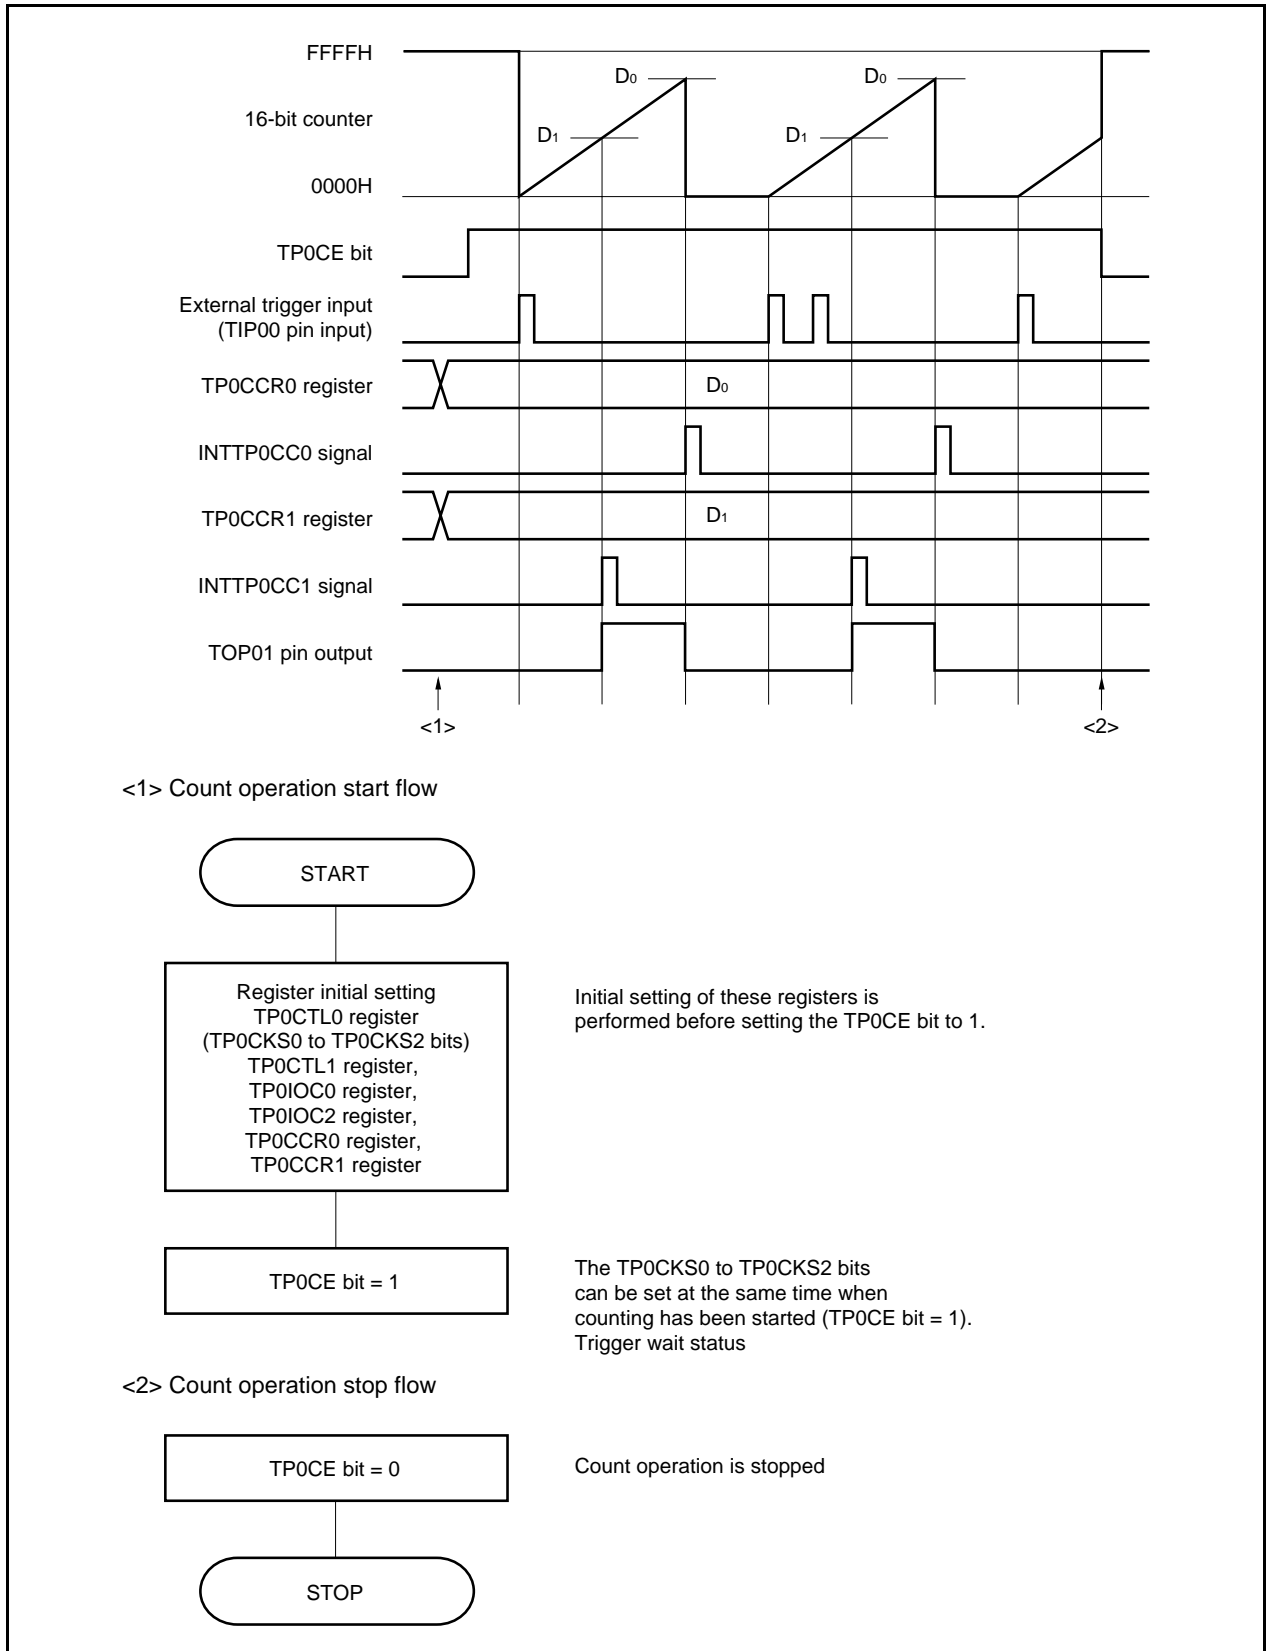 FFFFH
D0
D0
16-bit counter
D1
D1
0000H
TP0CE bit
External trigger input
(TIP00 pin input)
TP0CCR0 register
D0
INTTP0CC0 signal
TP0CCR1 register
D1
INTTP0CC1 signal
TOP01 pin output
<1>
<2>
<1> Count operation start flow
START
Register initial setting
TP0CTL0 register
(TP0CKS0 to TP0CKS2 bits)
TP0CTL1 register,
TP0IOC0 register,
TP0IOC2 register,
TP0CCR0 register,
TP0CCR1 register
Initial setting of these registers is
performed before setting the TP0CE bit to 1.
TP0CE bit = 1
The TP0CKS0 to TP0CKS2 bits
can be set at the same time when
counting has been started (TP0CE bit = 1).
Trigger wait status
<2> Count operation stop flow
TP0CE bit = 0
Count operation is stopped
STOP